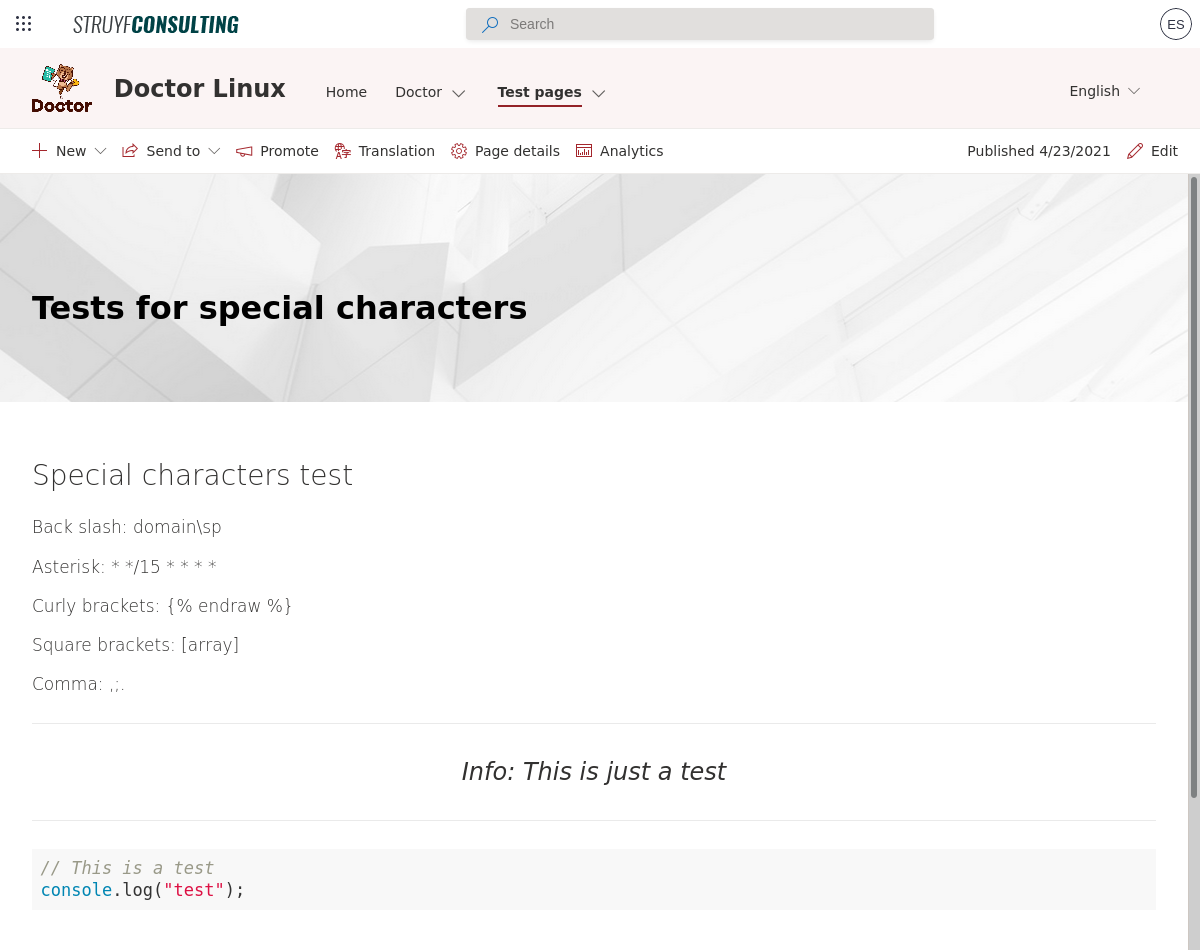 STRUYFCONSULTING
Search
ES
Doctor
Doctor Linux
Home
Doctor
Test pages
English
New
Send to
Promote
Translation
Page details
Analytics
Published 4/23/2021
Edit
Tests for special characters
Special characters test
Back slash: domain\sp
Asterisk: * */15 * * * *
Curly brackets: {% endraw %}
Square brackets: [array]
Comma: ,;.
Info: This is just a test
// This is a test
console.log("test");